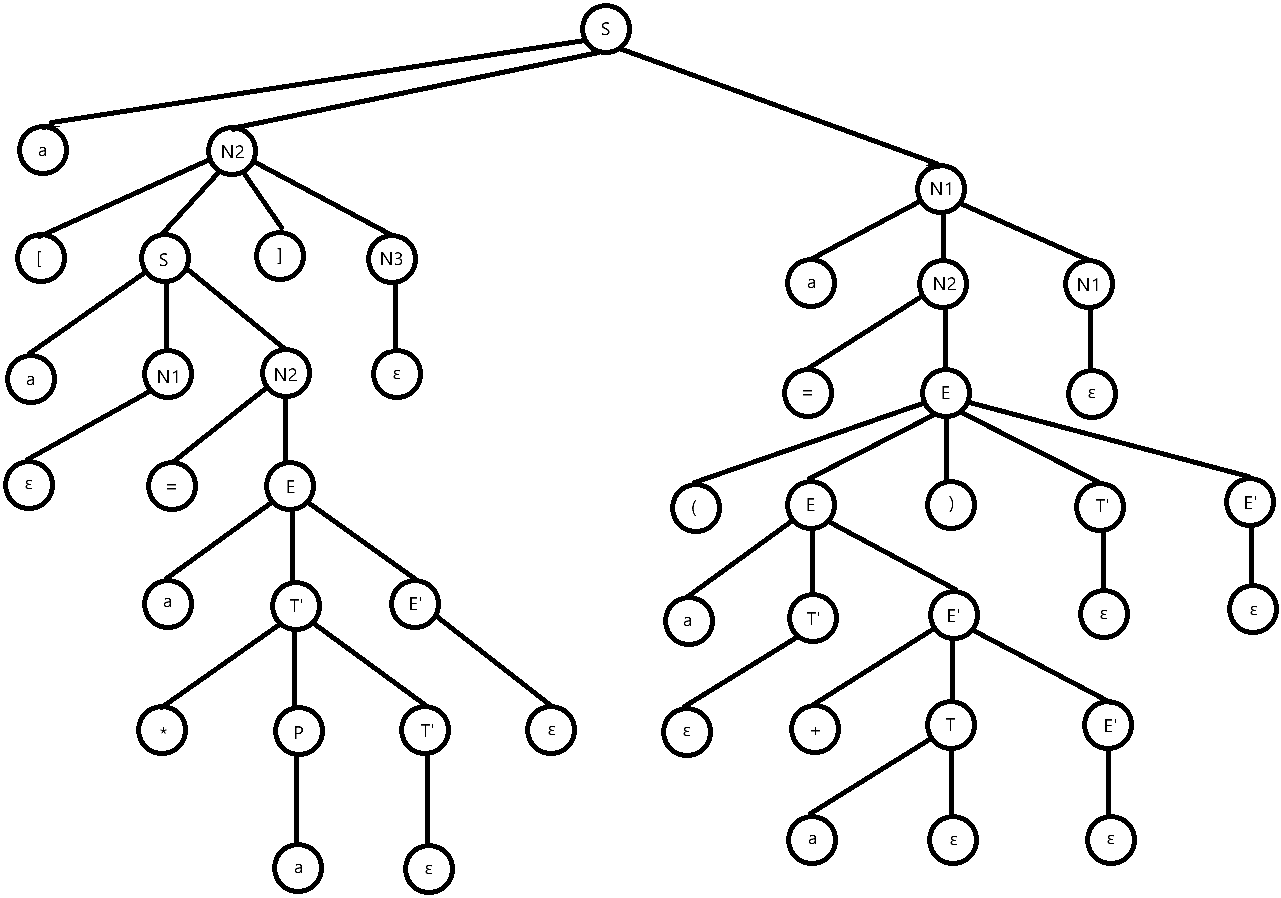 S
a N2 N1
[ S ] N3 a N2 N1
a N1 N2 ε = E ε
ε = E ( E ) T' E'
a T' E' a T' E' ε ε
* P T' ε ε + T E'
a ε a ε ε